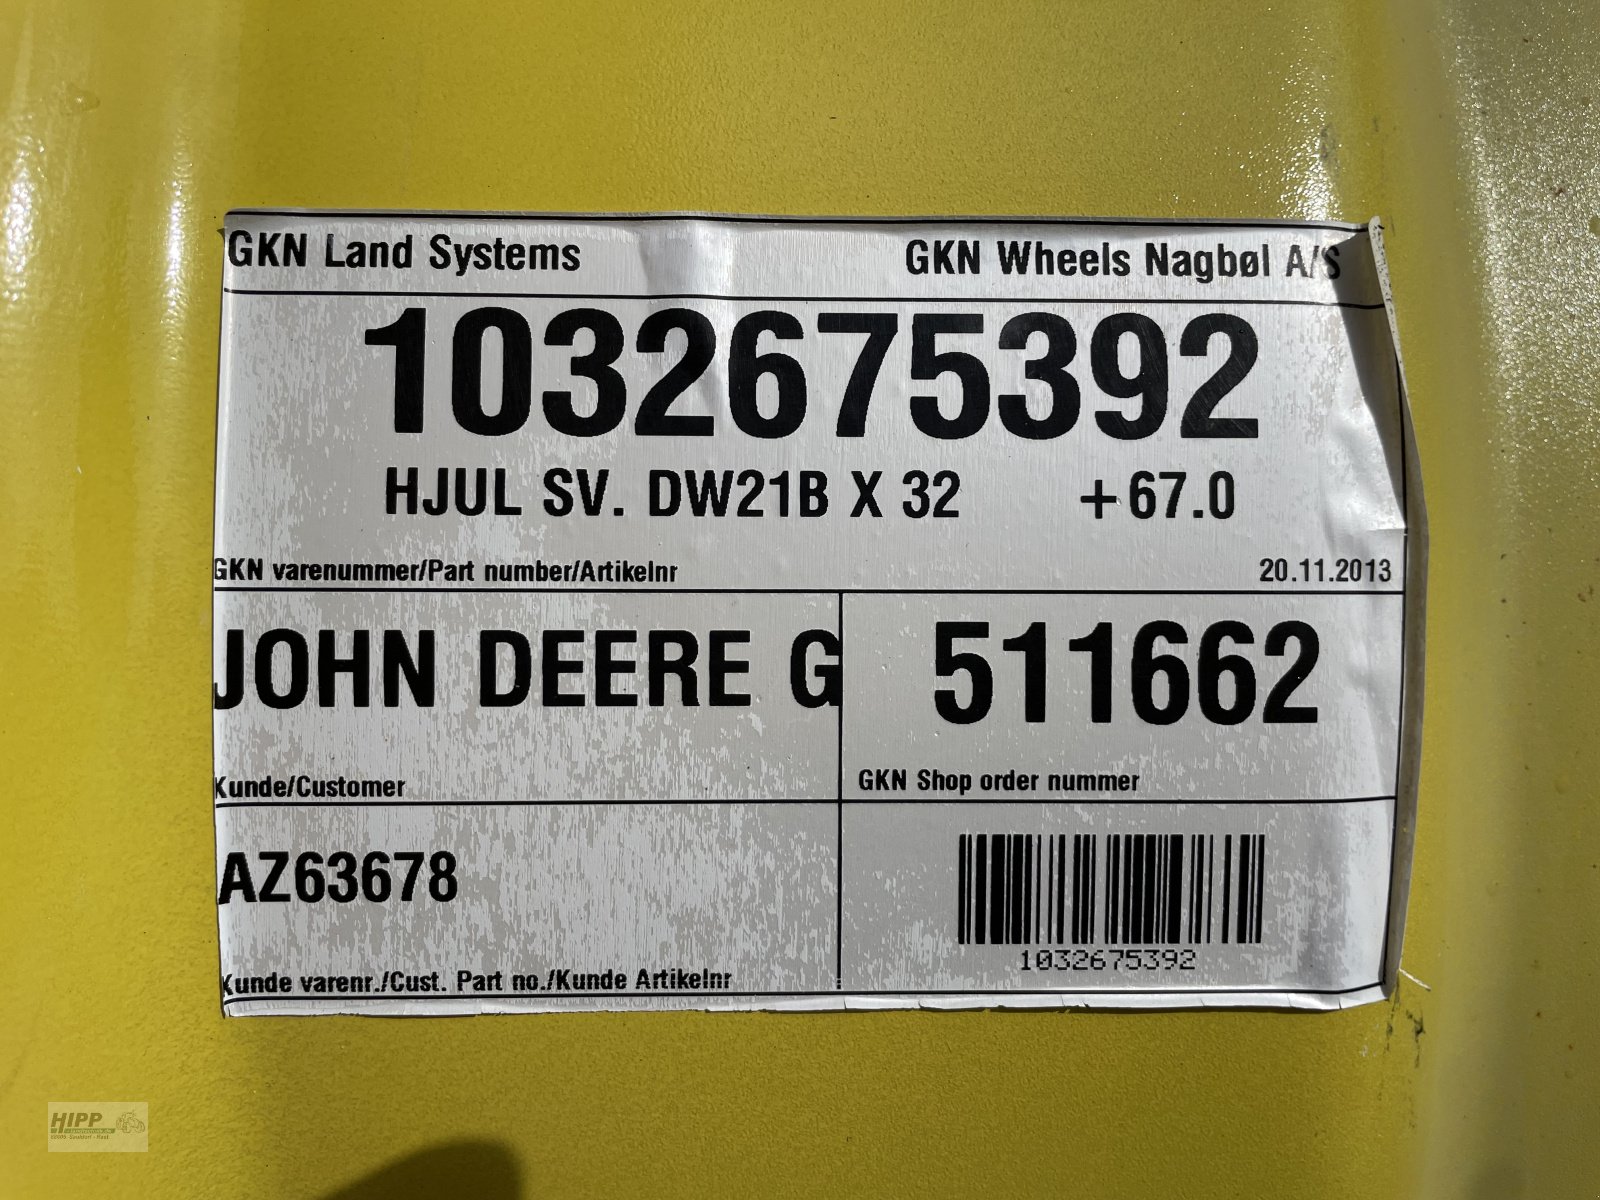 GKN Land Systems GKN Wheels Nagbøl A/S
1032675392
HJUL SV. DW21B X 32 +67.0
GKN varenummer/Part number/Artikelnr 20.11.2013
JOHN DEERE G 511662
Kunde/Customer GKN Shop order nummer
AZ63678
1032675392
Kunde varenr./Cust. Part no./Kunde Artikelnr
HIPP